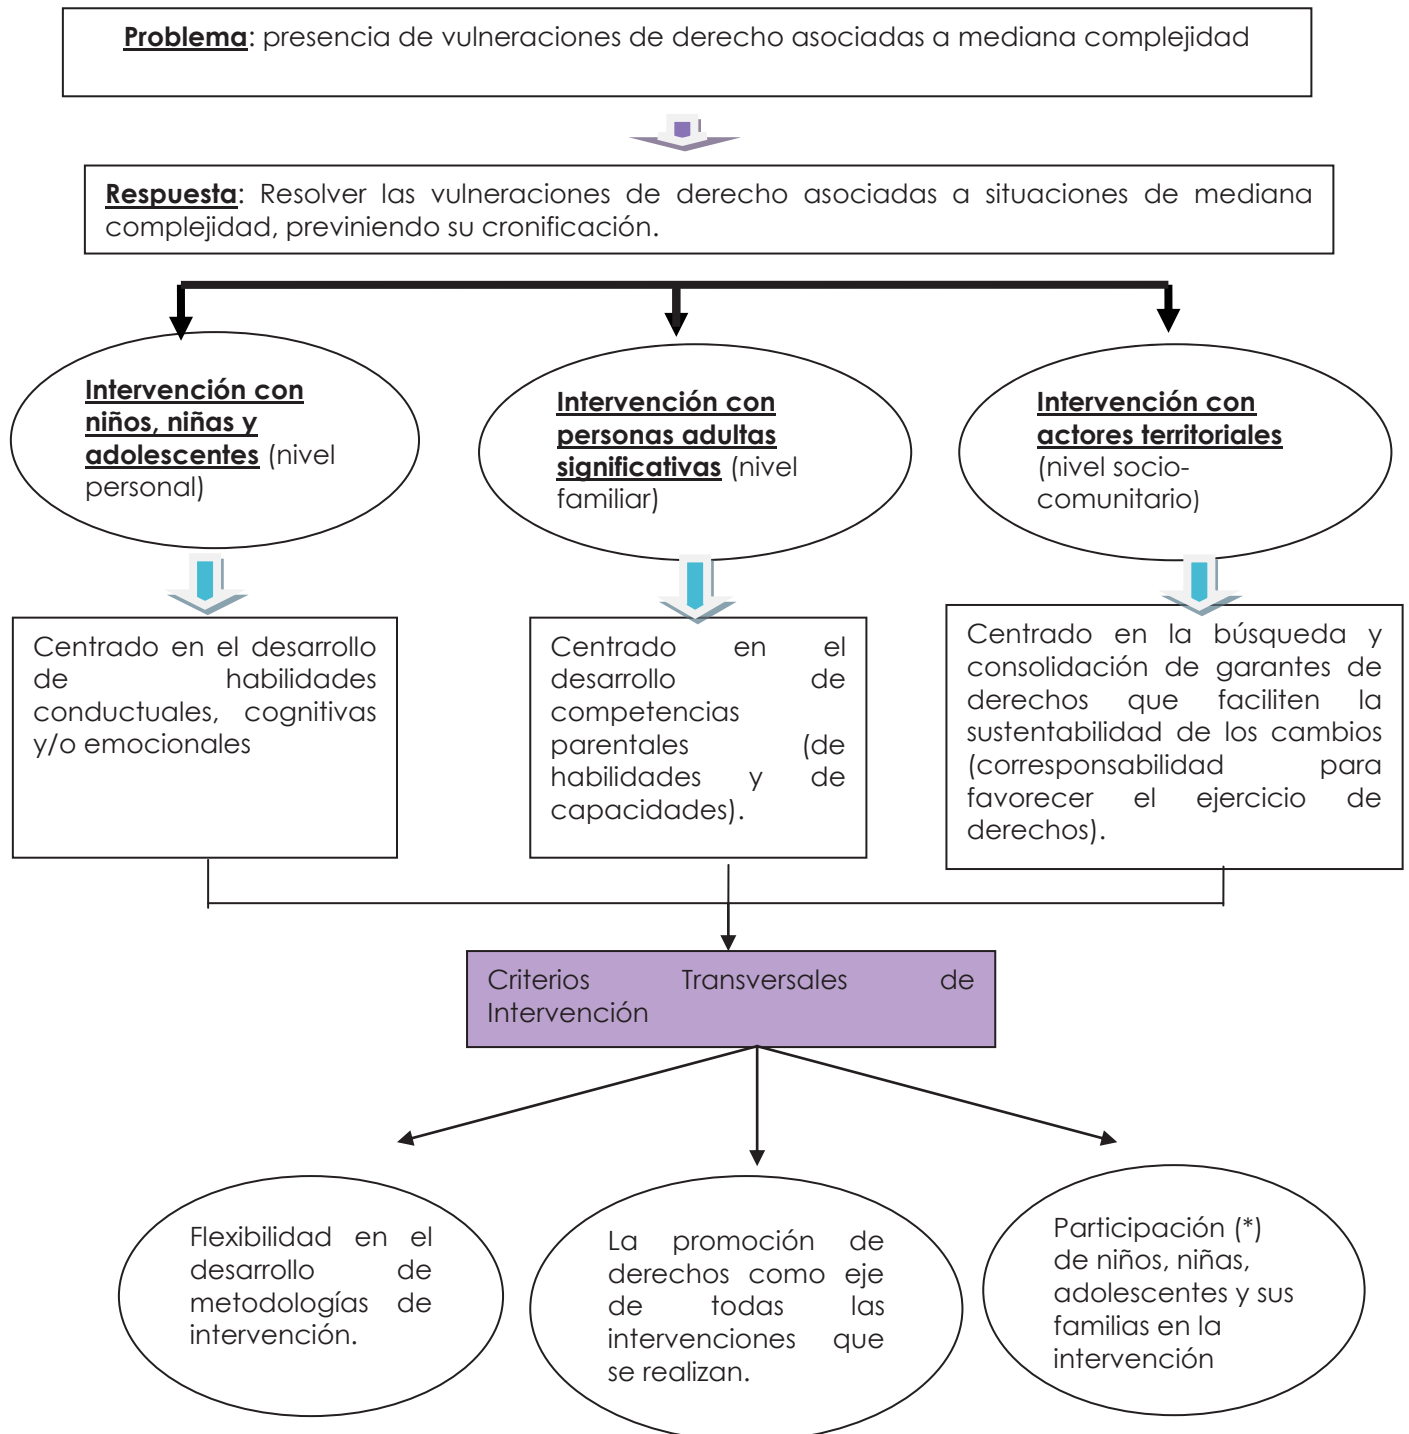 Problema: presencia de vulneraciones de derecho asociadas a mediana complejidad
Respuesta: Resolver las vulneraciones de derecho asociadas a situaciones de mediana
complejidad, previniendo su cronificación.
Intervención con
niños, niñas y
adolescentes (nivel
personal)
Intervención con
personas adultas
significativas (nivel
familiar)
Intervención con
actores territoriales
(nivel socio-
comunitario)
Centrado en el desarrollo
de habilidades
conductuales, cognitivas
y/o emocionales
Centrado en el
desarrollo de
competencias
parentales (de
habilidades y de
capacidades).
Centrado en la búsqueda y
consolidación de garantes de
derechos que faciliten la
sustentabilidad de los cambios
(corresponsabilidad para
favorecer el ejercicio de
derechos).
Criterios Transversales de
Intervención
Flexibilidad en el
desarrollo de
metodologías de
intervención.
La promoción de
derechos como eje
de todas las
intervenciones que
se realizan.
Participación (*)
de niños, niñas,
adolescentes y sus
familias en la
intervención